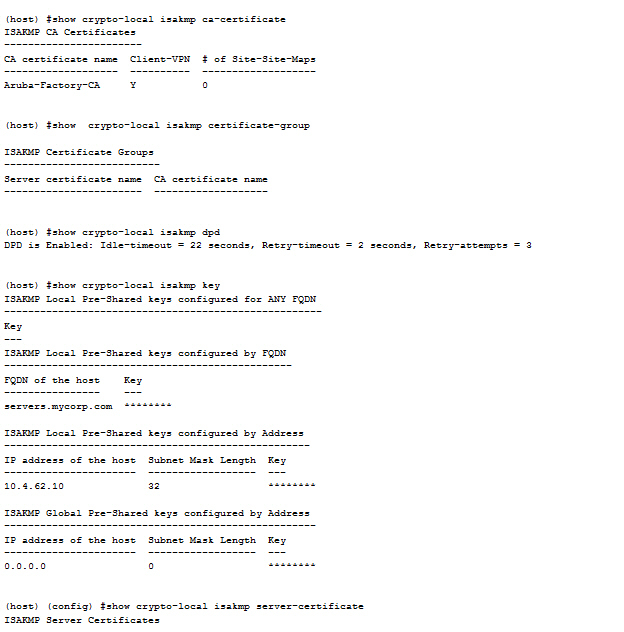 (host) #show crypto-local isakmp ca-certificate
ISAKMP CA Certificates
-----------------------
CA certificate name  Client-VPN  # of Site-Site-Maps
-------------------  ----------  -------------------
Aruba-Factory-CA     Y           0
(host) #show  crypto-local isakmp certificate-group
ISAKMP Certificate Groups
--------------------------
Server certificate name  CA certificate name
-----------------------  -------------------
(host) #show crypto-local isakmp dpd
DPD is Enabled: Idle-timeout = 22 seconds, Retry-timeout = 2 seconds, Retry-attempts = 3
(host) #show crypto-local isakmp key
ISAKMP Local Pre-Shared keys configured for ANY FQDN
-----------------------------------------------------
Key
---
ISAKMP Local Pre-Shared keys configured by FQDN
------------------------------------------------
FQDN of the host    Key
----------------    ---
servers.mycorp.com  ********
ISAKMP Local Pre-Shared keys configured by Address
---------------------------------------------------
IP address of the host  Subnet Mask Length  Key
----------------------  ------------------  ---
10.4.62.10              32                  ********
ISAKMP Global Pre-Shared keys configured by Address
----------------------------------------------------
IP address of the host  Subnet Mask Length  Key
----------------------  ------------------  ---
0.0.0.0                 0                   ********
(host) (config) #show crypto-local isakmp server-certificate
ISAKMP Server Certificates